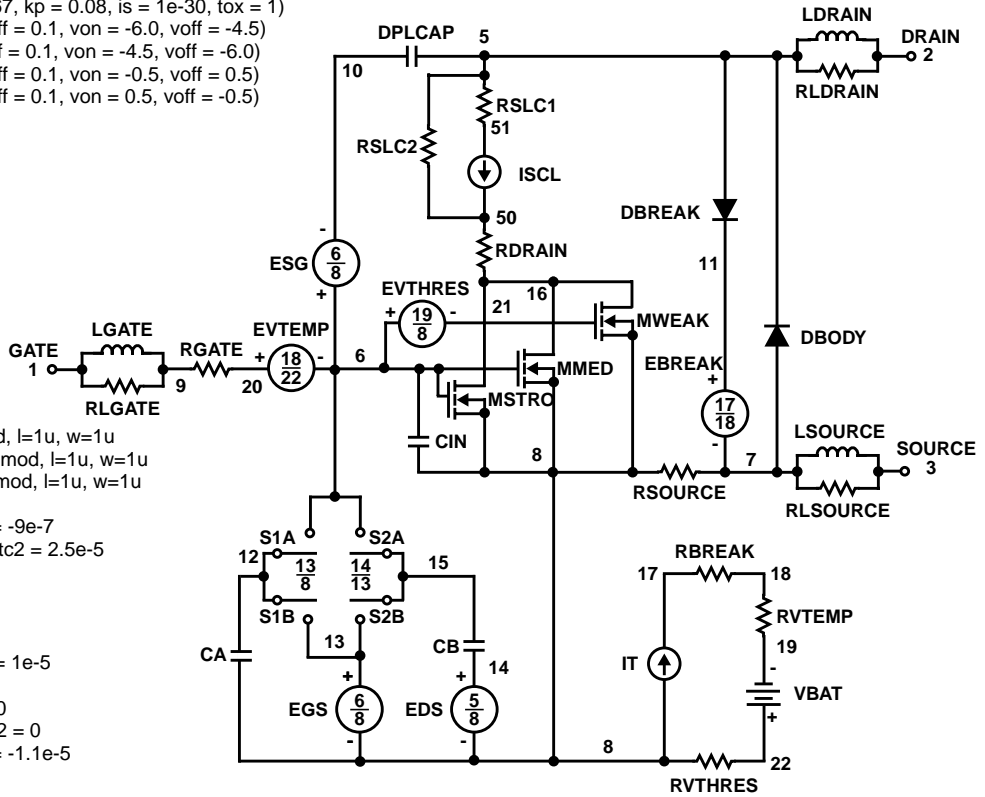 67, kp = 0.08, is = 1e-30, tox = 1)
ff = 0.1, von = -6.0, voff = -4.5)
f = 0.1, von = -4.5, voff = -6.0)
ff = 0.1, von = -0.5, voff = 0.5)
ff = 0.1, von = 0.5, voff = -0.5)
DPLCAP
5
10
LDRAIN
DRAIN
2
RLDRAIN
RSLC1
51
RSLC2
ISCL
50
RDRAIN
DBREAK
11
DBODY
ESG
-
6
8
+
EVTHRES
+
19
8
-
21
16
MWEAK
EBREAK
+
17
18
-
MMED
MSTRO
LGATE
GATE
1
RLGATE
9
RGATE
20
EVTEMP
+
18
22
-
6
CIN
8
RSOURCE
7
LSOURCE
SOURCE
3
RLSOURCE
d, l=1u, w=1u
mod, l=1u, w=1u
mod, l=1u, w=1u
= -9e-7
tc2 = 2.5e-5
S1A
S2A
12
13
8
14
13
15
S1B
S2B
13
CA
CB
14
EGS
+
6
8
-
EDS
+
5
8
-
= 1e-5
0
2 = 0
= -1.1e-5
RBREAK
17
18
RVTEMP
19
IT
-
VBAT
+
8
22
RVTHRES